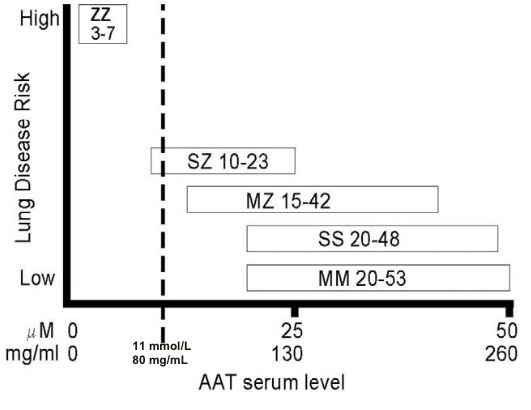 High
ZZ
3-7
Lung Disease Risk
SZ 10-23
MZ 15-42
SS 20-48
Low
MM 20-53
μM 0 25 50
mg/ml 0 130 260
11 mmol/L
80 mg/mL
AAT serum level